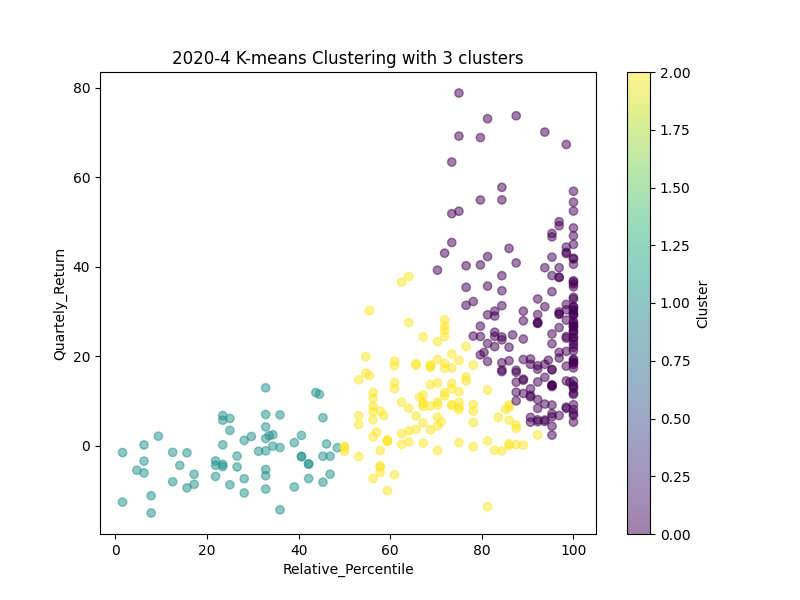 2020-4 K-means Clustering with 3 clusters
Quartely_Return
80
60
40
20
0
0 20 40 60 80 100
Relative_Percentile
2.00
1.75
1.50
1.25
1.00
0.75
0.50
0.25
0.00
Cluster